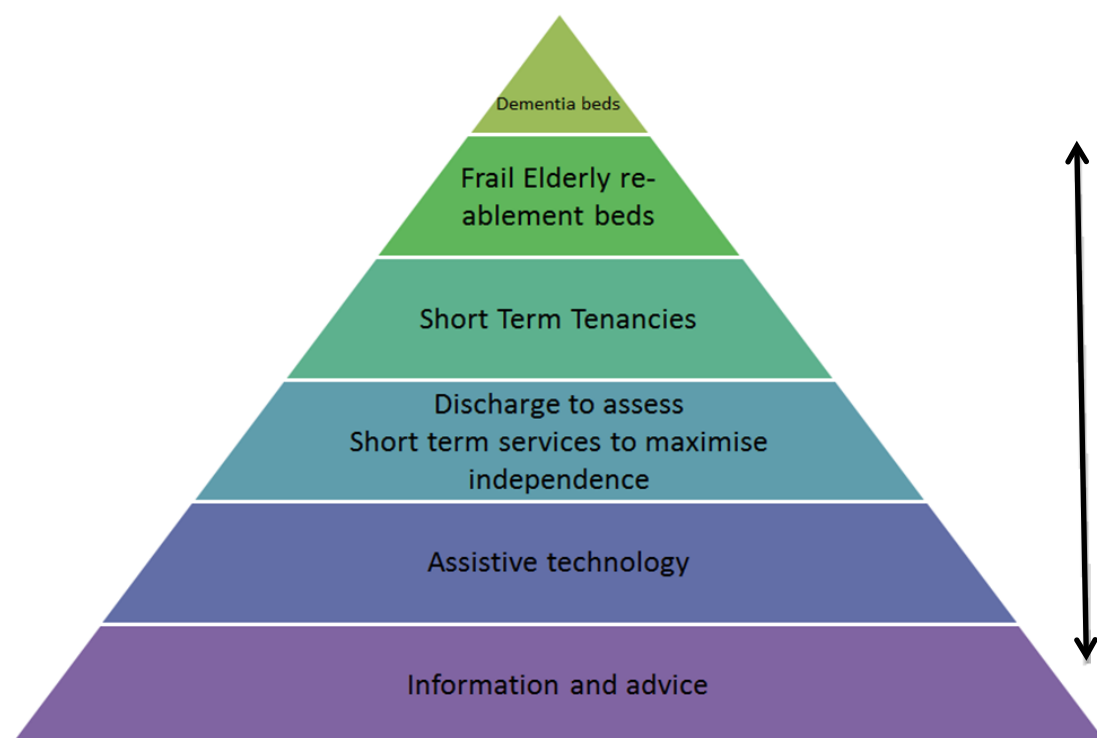 Dementia beds
Frail Elderly re-
ablement beds
Short Term Tenancies
Discharge to assess
Short term services to maximise
independence
Assistive technology
Information and advice